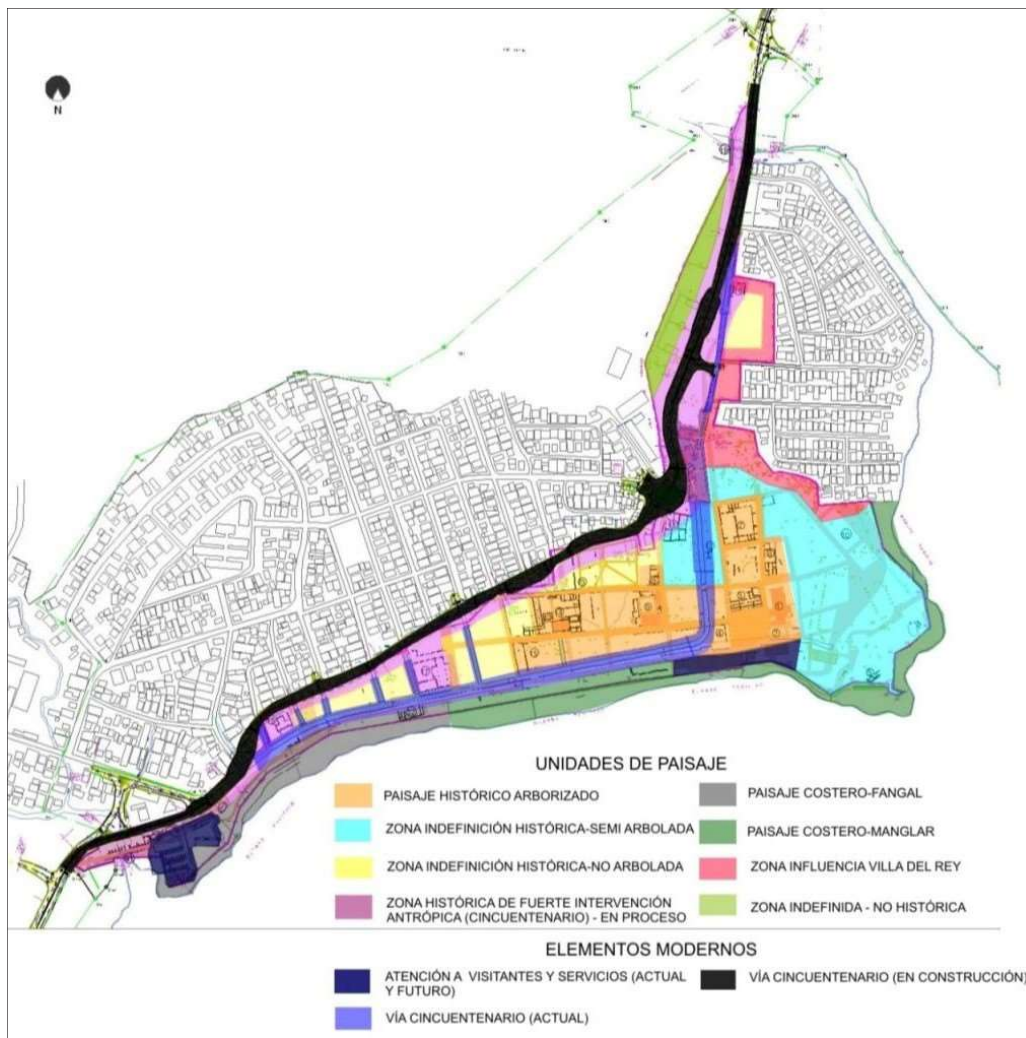 N
UNIDADES DE PAISAJE
PAISAJE HISTÓRICO ARBORIZADO
ZONA INDEFINICIÓN HISTÓRICA-SEMI ARBOLADA
ZONA INDEFINICIÓN HISTÓRICA-NO ARBOLADA
ZONA HISTÓRICA DE FUERTE INTERVENCIÓN
ANTRÓPICA (CINCUENTENARIO) - EN PROCESO
PAISAJE COSTERO-FANGAL
PAISAJE COSTERO-MANGLAR
ZONA INFLUENCIA VILLA DEL REY
ZONA INDEFINIDA - NO HISTÓRICA
ELEMENTOS MODERNOS
ATENCIÓN A VISITANTES Y SERVICIOS (ACTUAL
Y FUTURO)
VÍA CINCUENTENARIO (ACTUAL)
VÍA CINCUENTENARIO (EN CONSTRUCCIÓN)